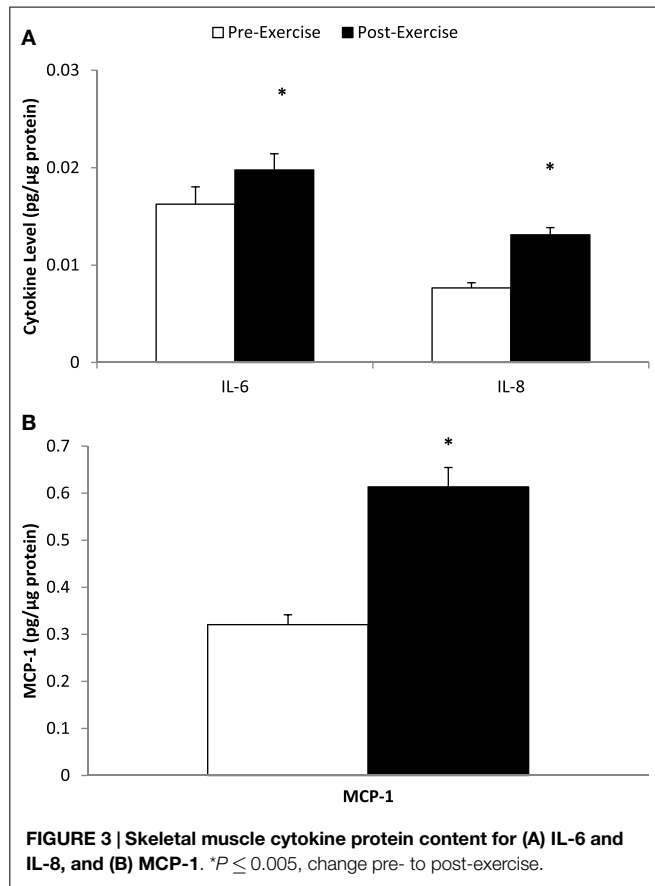 Pre-Exercise Post-Exercise
A
Cytokine Level (pg/µg protein)
0.03
0.02
0.01
0
*
*
IL-6 IL-8
B
MCP-1 (pg/µg protein)
0.7
0.6
0.5
0.4
0.3
0.2
0.1
0
*
MCP-1
FIGURE 3 | Skeletal muscle cytokine protein content for (A) IL-6 and
IL-8, and (B) MCP-1. *P ≤ 0.005, change pre- to post-exercise.